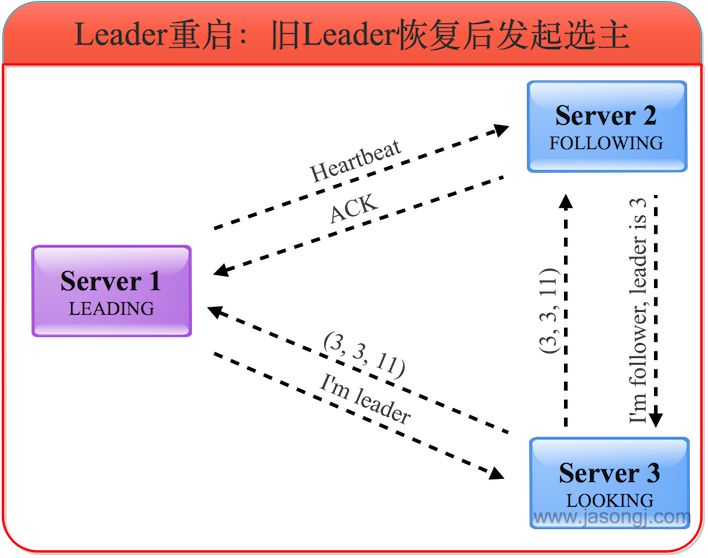 Leader重启：旧Leader恢复后发起选主
Server 2
FOLLOWING
Heartbeat
ACK
Server 1
LEADING
(3, 3, 11)
I'm leader
(3, 3, 11)
I'm follower, leader is 3
Server 3
LOOKING
www.jasongj.com